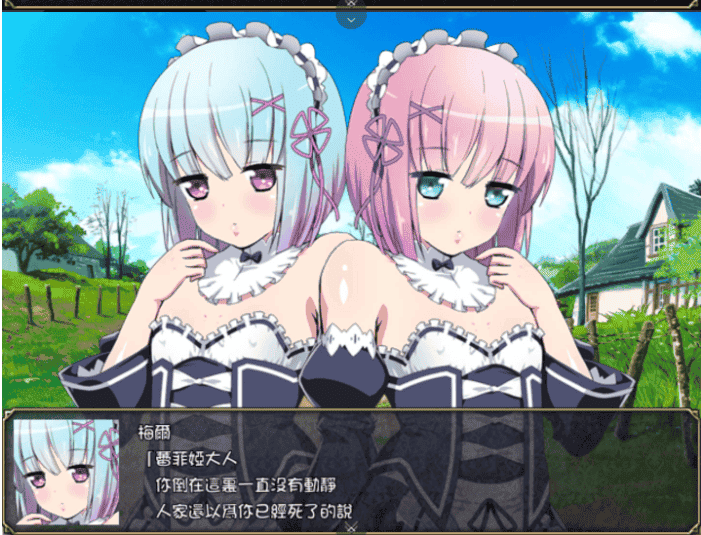 梅爾
「蕾菲婭大人
你倒在這裏一直沒有動靜
人家還以為你已經死了的說